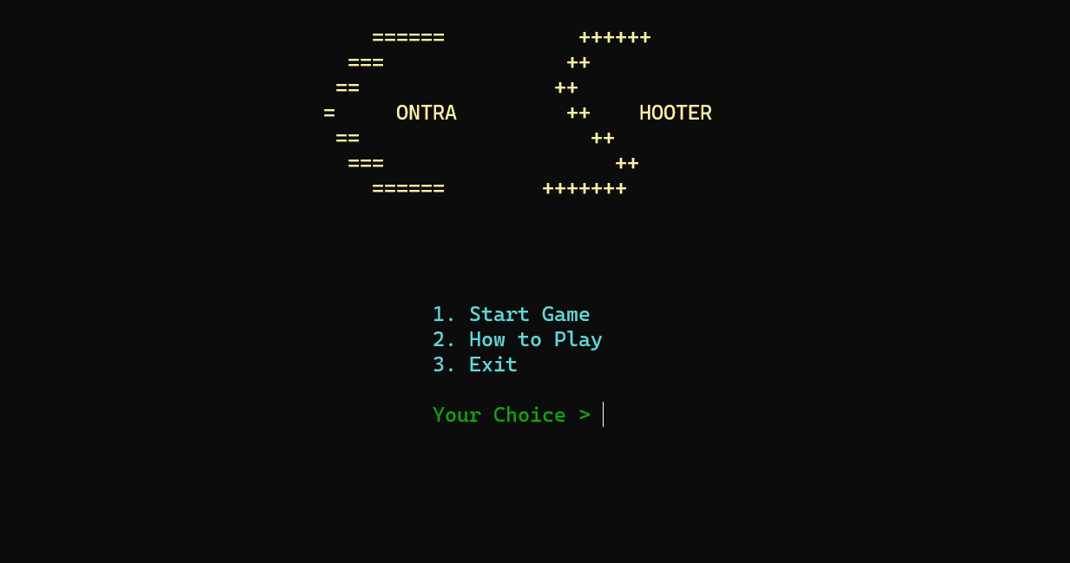 ======           ++++++
===               ++
==                ++
=     ONTRA         ++    HOOTER
==                   ++
===                   ++
======        +++++++
1. Start Game
2. How to Play
3. Exit
Your Choice >